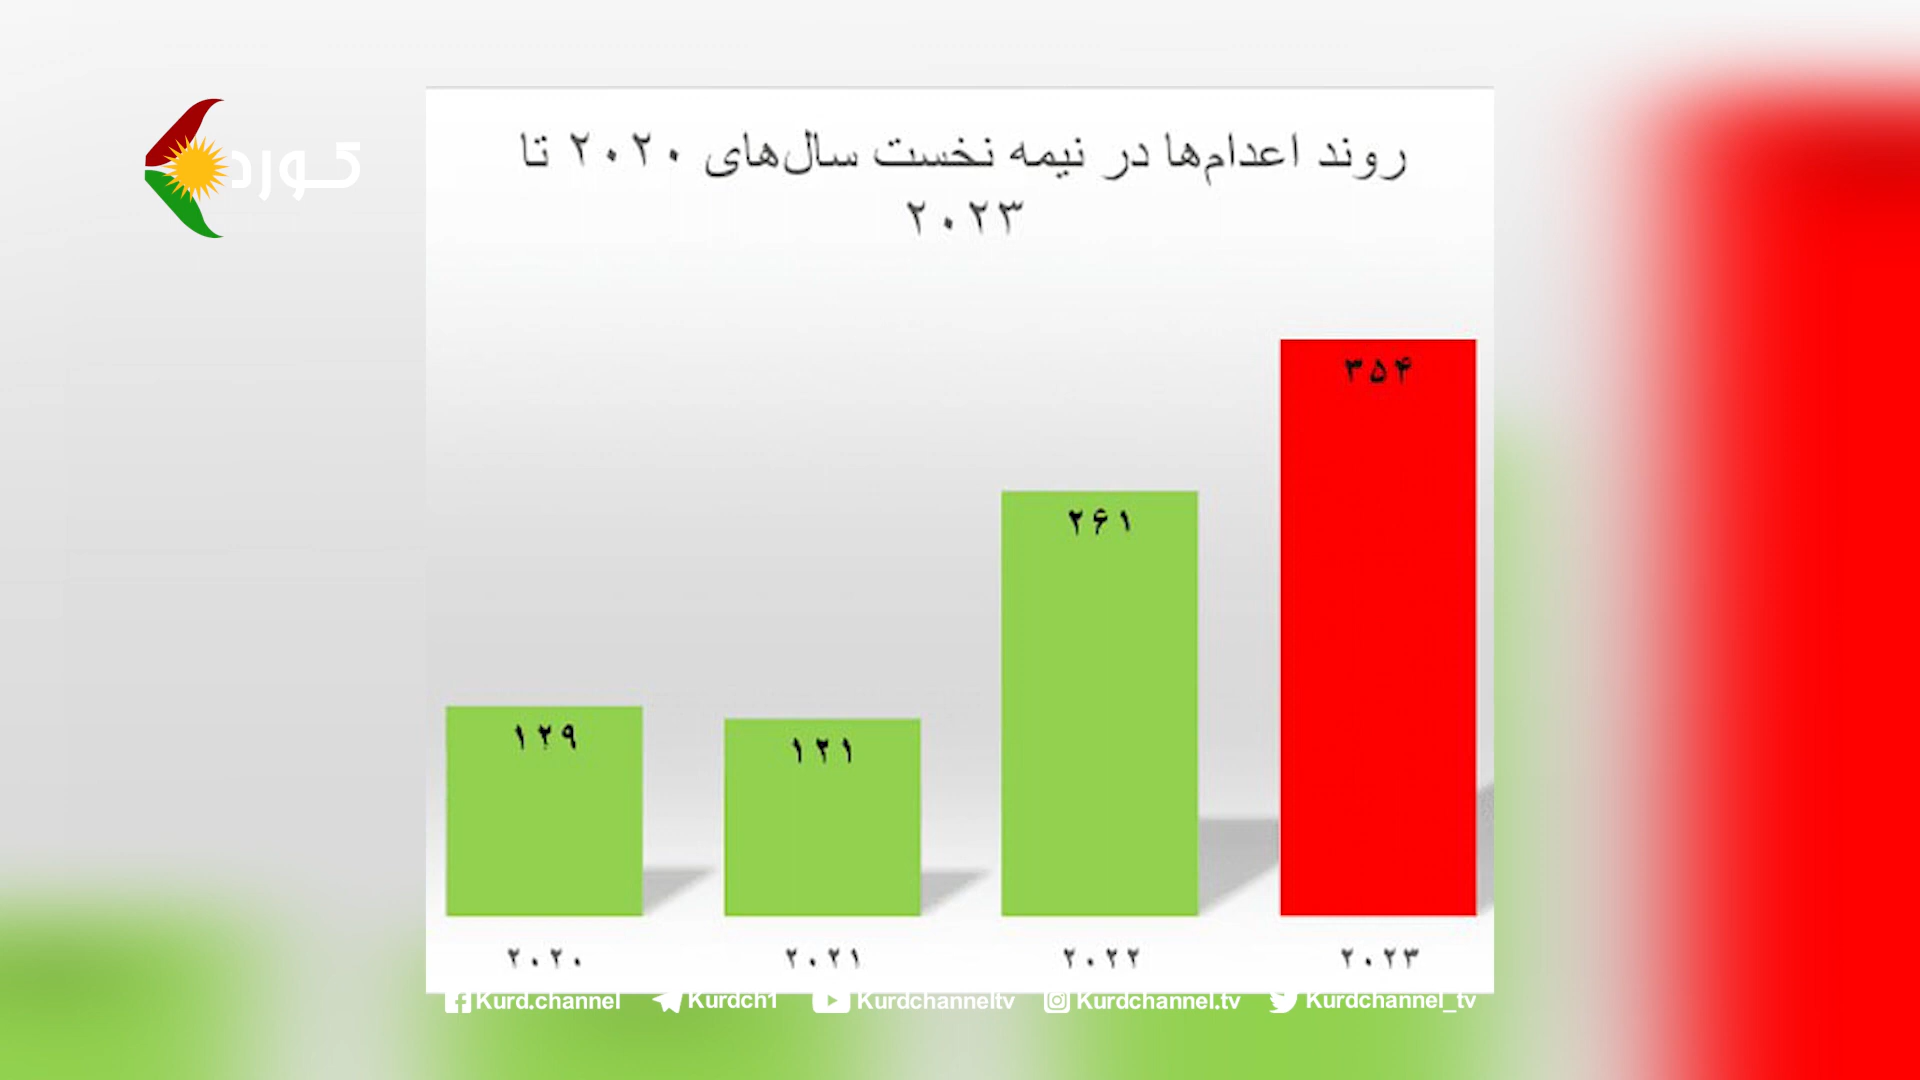 کورد
روند اعدام‌ها در نیمه نخست سال‌های ۲۰۲۰ تا
۲۰۲۳
۳۵۴
۲۶۱
۱۲۹
۱۲۱
۲۰۲۰
۲۰۲۱
۲۰۲۲
۲۰۲۳
Kurd.channel
Kurdch1
Kurdchanneltv
Kurdchannel.tv
Kurdchannel_tv